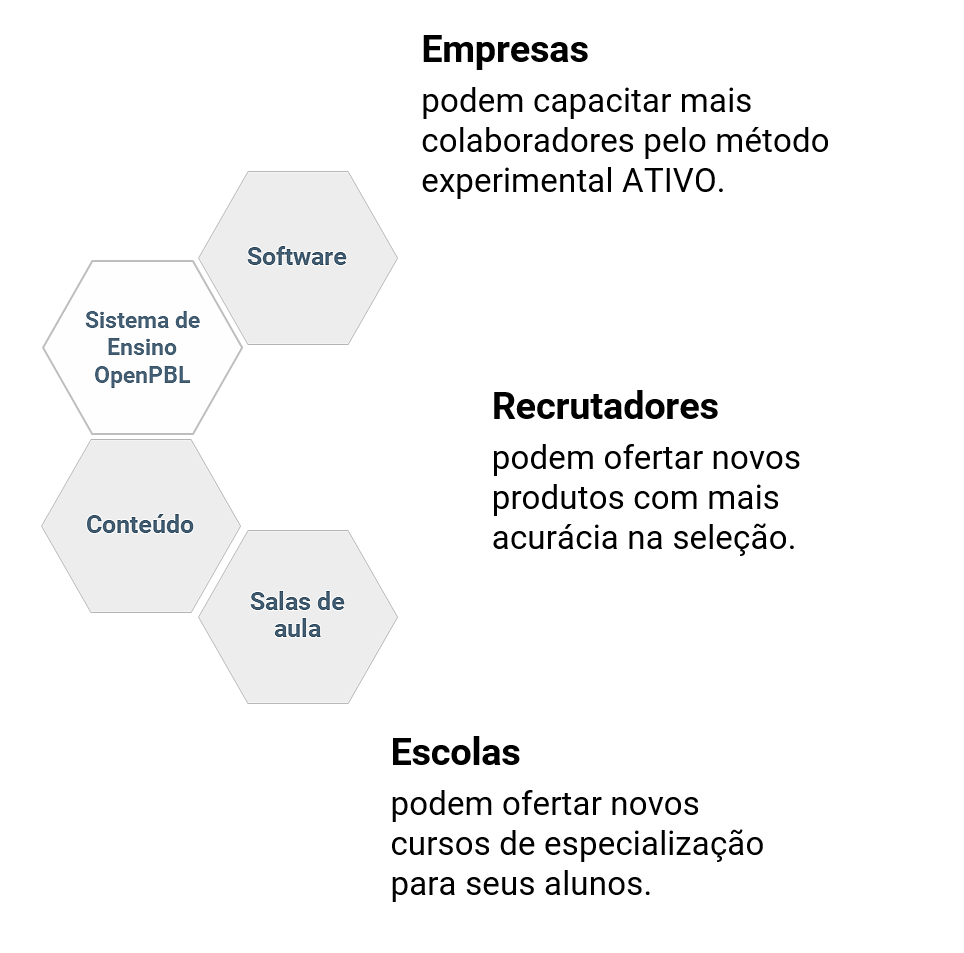 Empresas
podem capacitar mais
colaboradores pelo método
experimental ATIVO.
Software
Sistema de
Ensino
OpenPBL
Recrutadores
podem ofertar novos
produtos com mais
acurácia na seleção.
Conteúdo
Salas de
aula
Escolas
podem ofertar novos
cursos de especialização
para seus alunos.